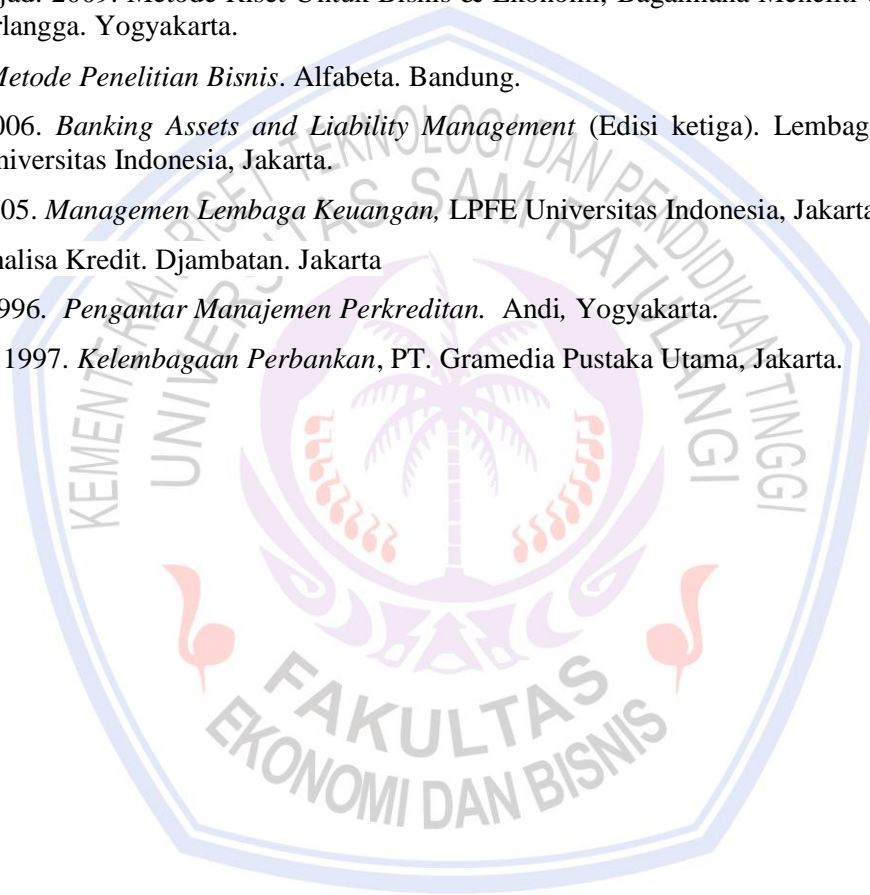 2009. Metode Riset Untuk Bisnis & Ekonomi, Bagaimana Meneliti
rlangga. Yogyakarta.
Metode Penelitian Bisnis. Alfabeta. Bandung.
006. Banking Assets and Liability Management (Edisi ketiga). Lembag
niversitas Indonesia, Jakarta.
05. Managemen Lembaga Keuangan, LPFE Universitas Indonesia, Jakarta
nalisa Kredit. Djambatan. Jakarta
996. Pengantar Manajemen Perkreditan. Andi, Yogyakarta.
1997. Kelembagaan Perbankan, PT. Gramedia Pustaka Utama, Jakarta.
KEMENTERIAN RISET TEKNOLOGI DAN PENDIDIKAN TINGGI
UNIVERSITAS SAM RATULANGI
FAKULTAS
EKONOMI DAN BISNIS